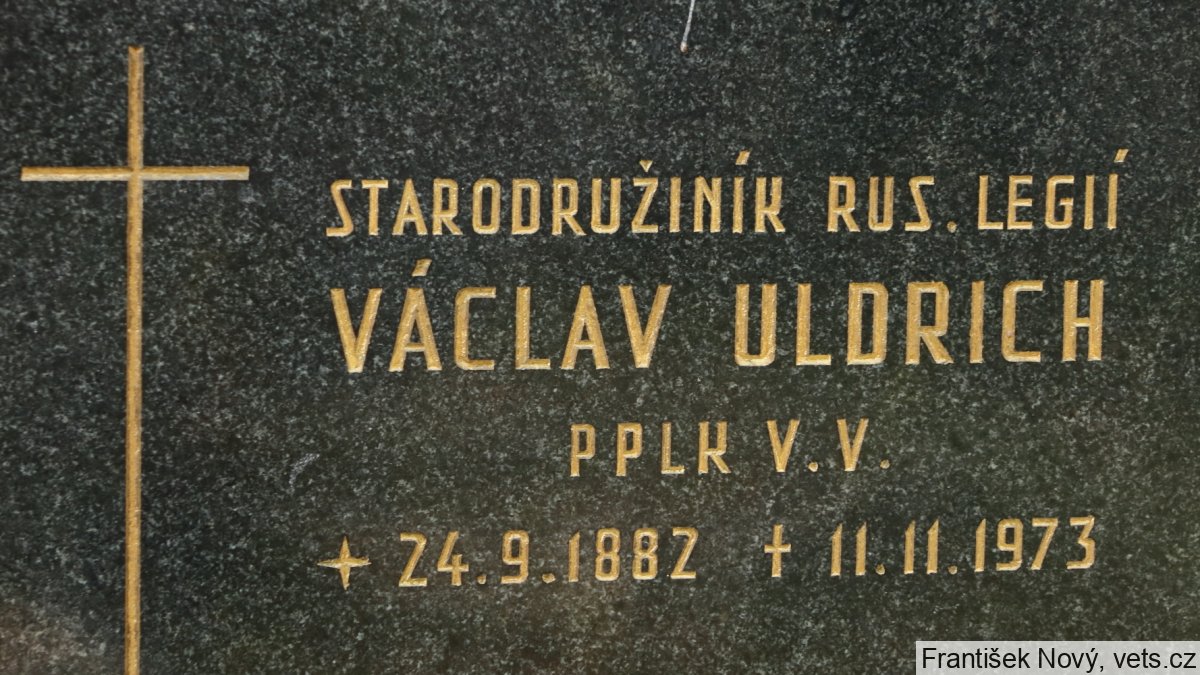 STARODRUŽINÍK RUS. LEGIÍ
VÁCLAV ULDRICH
PPLK V.V.
24.9.1882 † 11.11.1973
František Nový, vets.cz